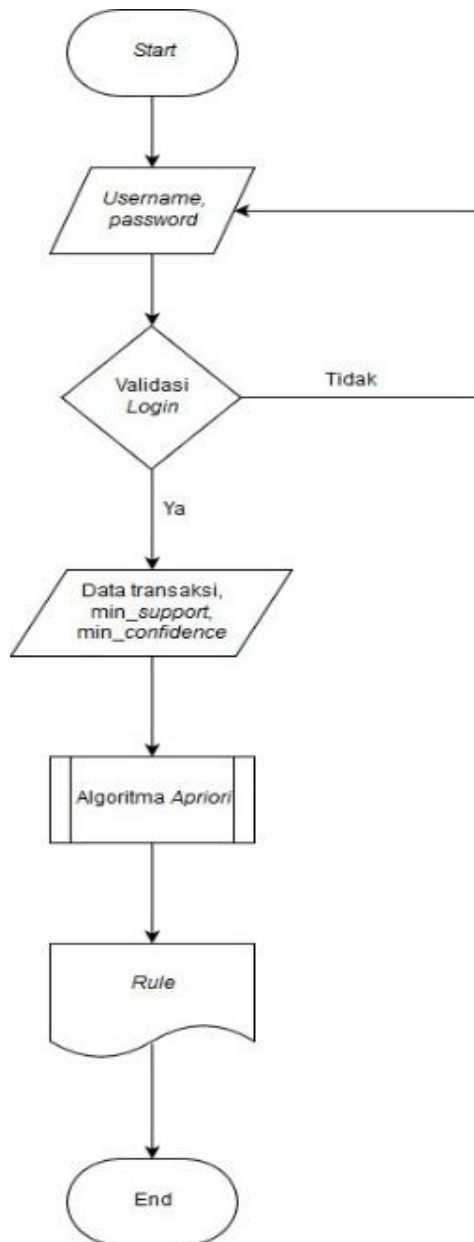 Start
Username,
password
Validasi
Login
Tidak
Ya
Data transaksi,
min_support,
min_confidence
Algoritma Apriori
Rule
End